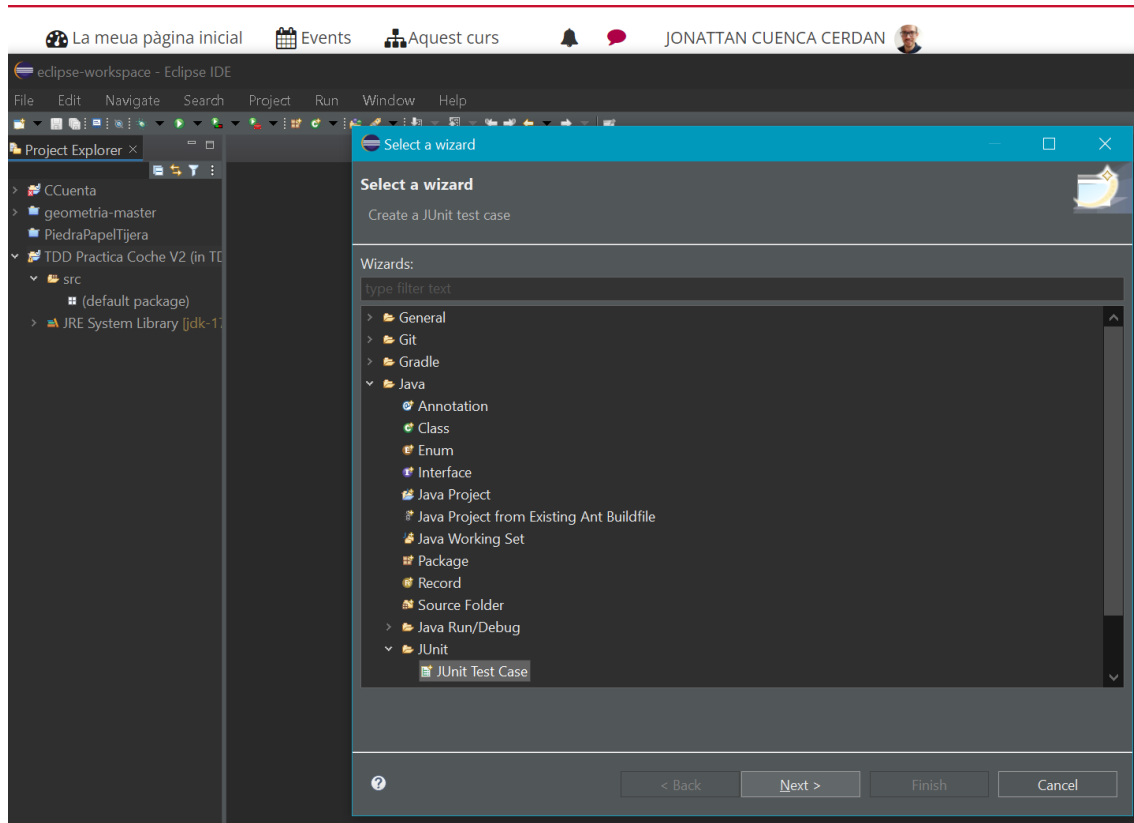 La meua pàgina inicial Events Aquest curs JONATTAN CUENCA CERDAN
eclipse-workspace - Eclipse IDE
File Edit Navigate Search Project Run Window Help
Project Explorer
CCuenta
geometria-master
PiedraPapelTijera
TDD Practica Coche V2 (in TD
src
(default package)
JRE System Library [jdk-17
Select a wizard
Select a wizard
Create a JUnit test case
Wizards:
type filter text
General
Git
Gradle
Java
Annotation
Class
Enum
Interface
Java Project
Java Project from Existing Ant Buildfile
Java Working Set
Package
Record
Source Folder
Java Run/Debug
JUnit
JUnit Test Case
< Back Next > Finish Cancel